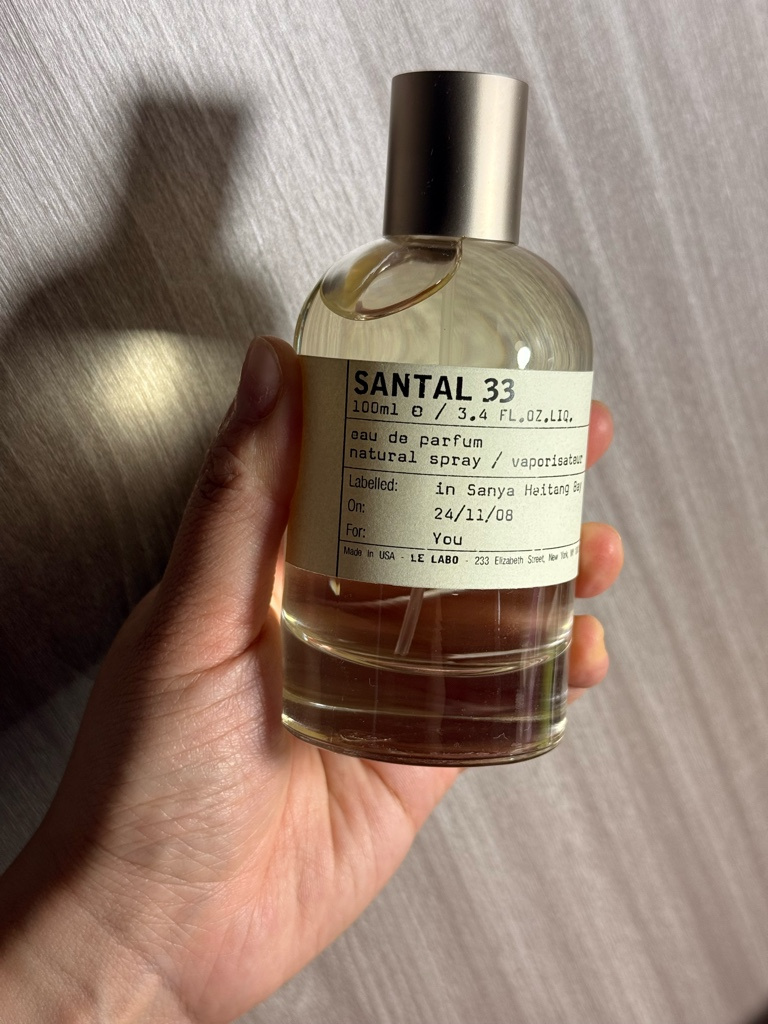 SANTAL 33
100ml ℮ / 3.4 FL.OZ.LIQ.
eau de parfum
natural spray / vaporisateur
Labelled: in Sanya Haitang Bay
On: 24/11/08
For: You
Made in USA - LE LABO - 233 Elizabeth Street, New York, NY